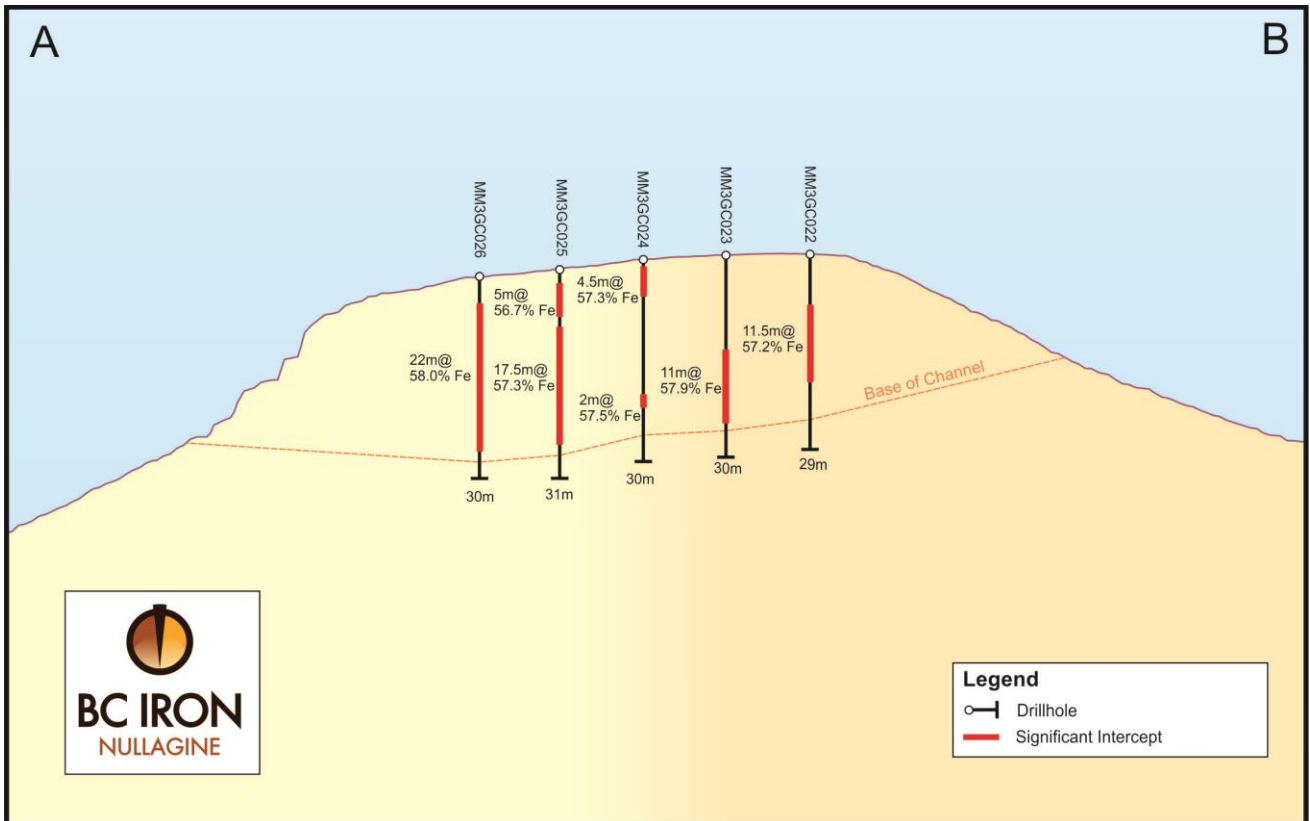 A
B
MM3GC026
MM3GC025
MM3GC024
MM3GC023
MM3GC022
5m@
56.7% Fe
4.5m@
57.3% Fe
22m@
58.0% Fe
17.5m@
57.3% Fe
2m@
57.5% Fe
11m@
57.9% Fe
11.5m@
57.2% Fe
Base of Channel
30m
31m
30m
30m
29m
BC IRON
NULLAGINE
Legend
Drillhole
Significant Intercept